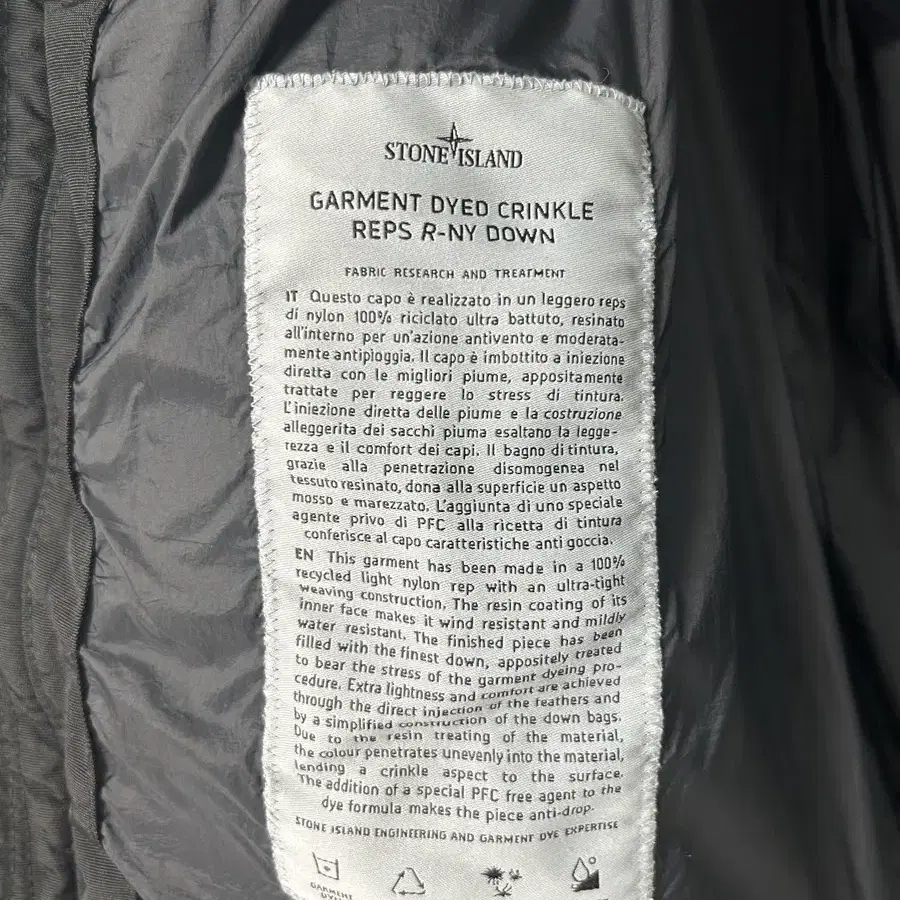 STONE ISLAND
GARMENT DYED CRINKLE
REPS R-NY DOWN
FABRIC RESEARCH AND TREATMENT
IT Questo capo è realizzato in un leggero reps
di nylon 100% riciclato ultra battuto, resinato
all'interno per un'azione antivento e moderata-
mente antipioggia. Il capo è imbottito a iniezione
diretta con le migliori piume, appositamente
trattate per reggere lo stress di tintura.
L'iniezione diretta delle piume e la costruzione
alleggerita dei sacchi piuma esaltano la legge-
rezza e il comfort dei capi. Il bagno di tintura,
grazie alla penetrazione disomogenea nel
tessuto resinato, dona alla superficie un aspetto
mosso e marezzato. L'aggiunta di uno speciale
agente privo di PFC alla ricetta di tintura
conferisce al capo caratteristiche anti goccia.
EN This garment has been made in a 100%
recycled light nylon rep with an ultra-tight
weaving construction. The resin coating of its
inner face makes it wind resistant and mildly
water resistant. The finished piece has been
filled with the finest down, appositely treated
to bear the stress of the garment dyeing pro-
cedure. Extra lightness and comfort are achieved
through the direct injection of the feathers and
by a simplified construction of the down bags.
Due to the resin treating of the material,
the colour penetrates unevenly into the material,
lending a crinkle aspect to the surface.
The addition of a special PFC free agent to the
dye formula makes the piece anti-drop.
STONE ISLAND ENGINEERING AND GARMENT DYE EXPERTISE
GARMENT